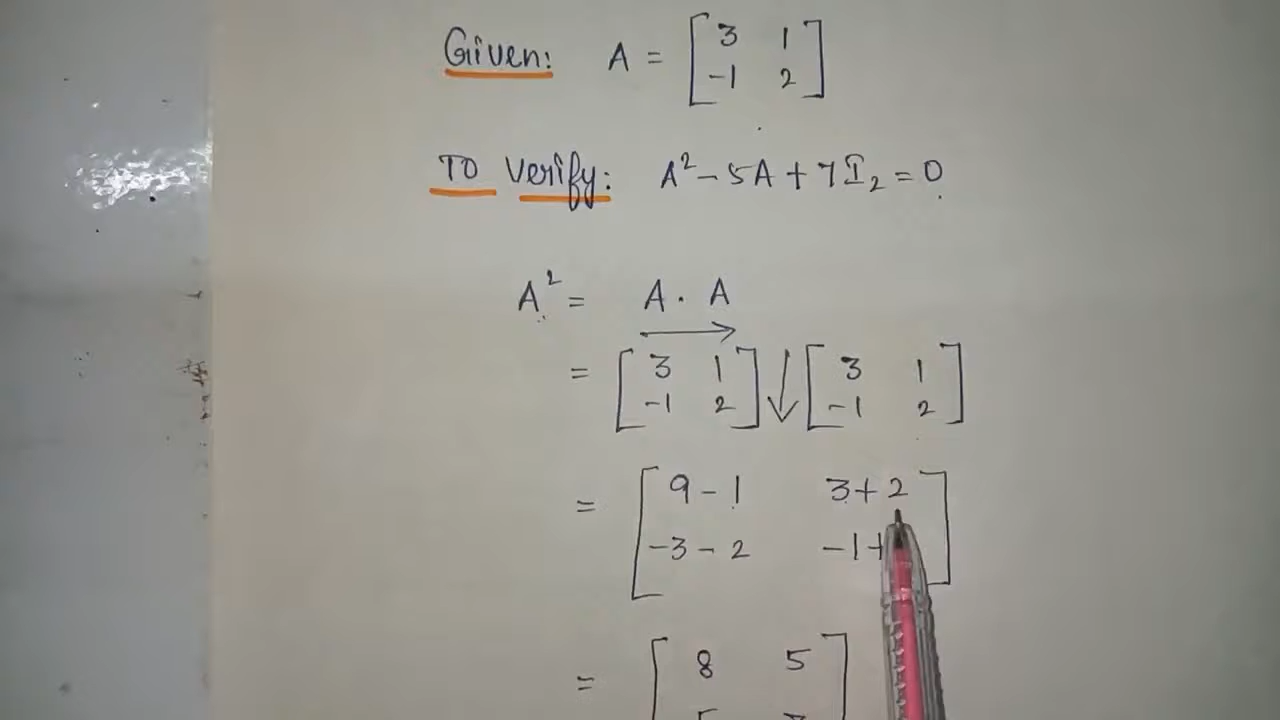 Given: A = [ 3 1
-1 2 ]
To verify: A² - 5A + 7I₂ = 0
A² = A · A
= [ 3 1 ] [ 3 1 ]
[ -1 2 ] [ -1 2 ]
= [ 9 - 1 3 + 2 ]
[ -3 - 2 -1 + ]
= [ 8 5 ]